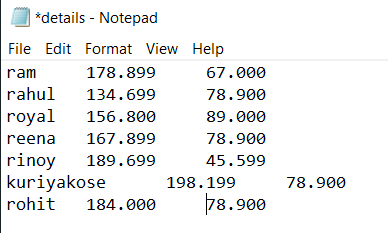 *details - Notepad
File Edit Format View Help
ram 178.899 67.000
rahul 134.699 78.900
royal 156.800 89.000
reena 167.899 78.900
rinoy 189.699 45.599
kuriyakose 198.199 78.900
rohit 184.000 78.900